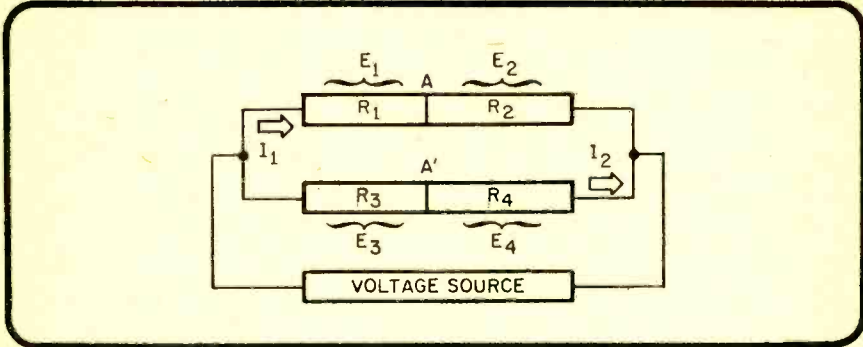 E1 E2
A
R1 R2
I1 I2
A'
R3 R4
E3 E4
VOLTAGE SOURCE